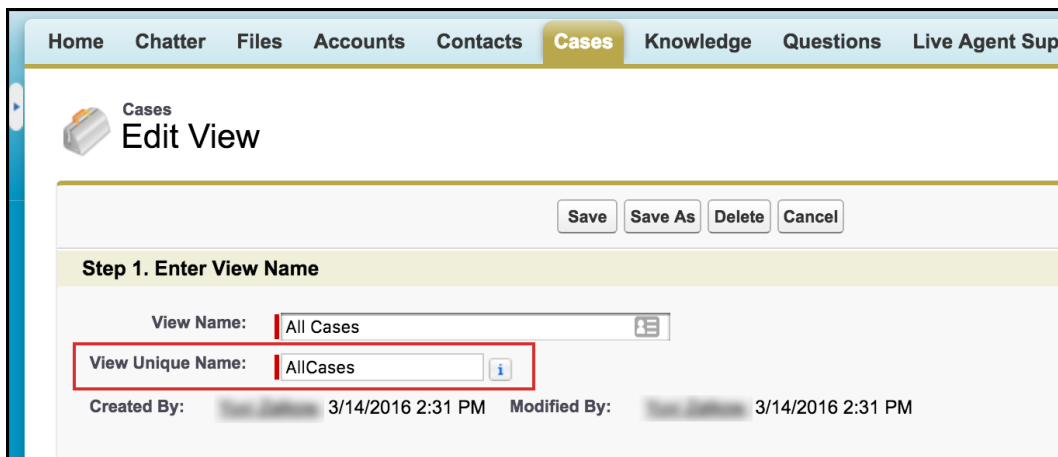 Home Chatter Files Accounts Contacts Cases Knowledge Questions Live Agent Sup
Cases
Edit View
Save Save As Delete Cancel
Step 1. Enter View Name
View Name: All Cases
View Unique Name: AllCases i
Created By: 3/14/2016 2:31 PM Modified By: 3/14/2016 2:31 PM